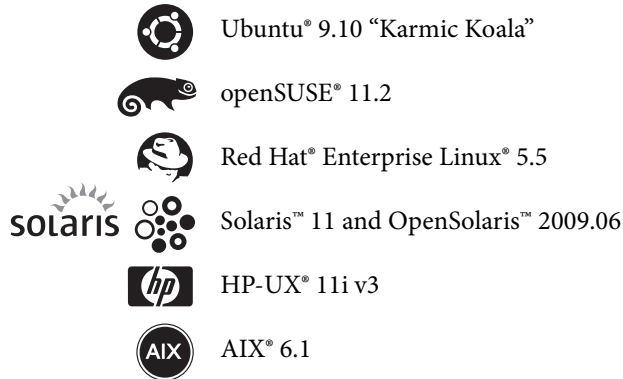 Ubuntu® 9.10 “Karmic Koala”
openSUSE® 11.2
Red Hat® Enterprise Linux® 5.5
solaris Solaris™ 11 and OpenSolaris™ 2009.06
hp HP-UX® 11i v3
AIX AIX® 6.1